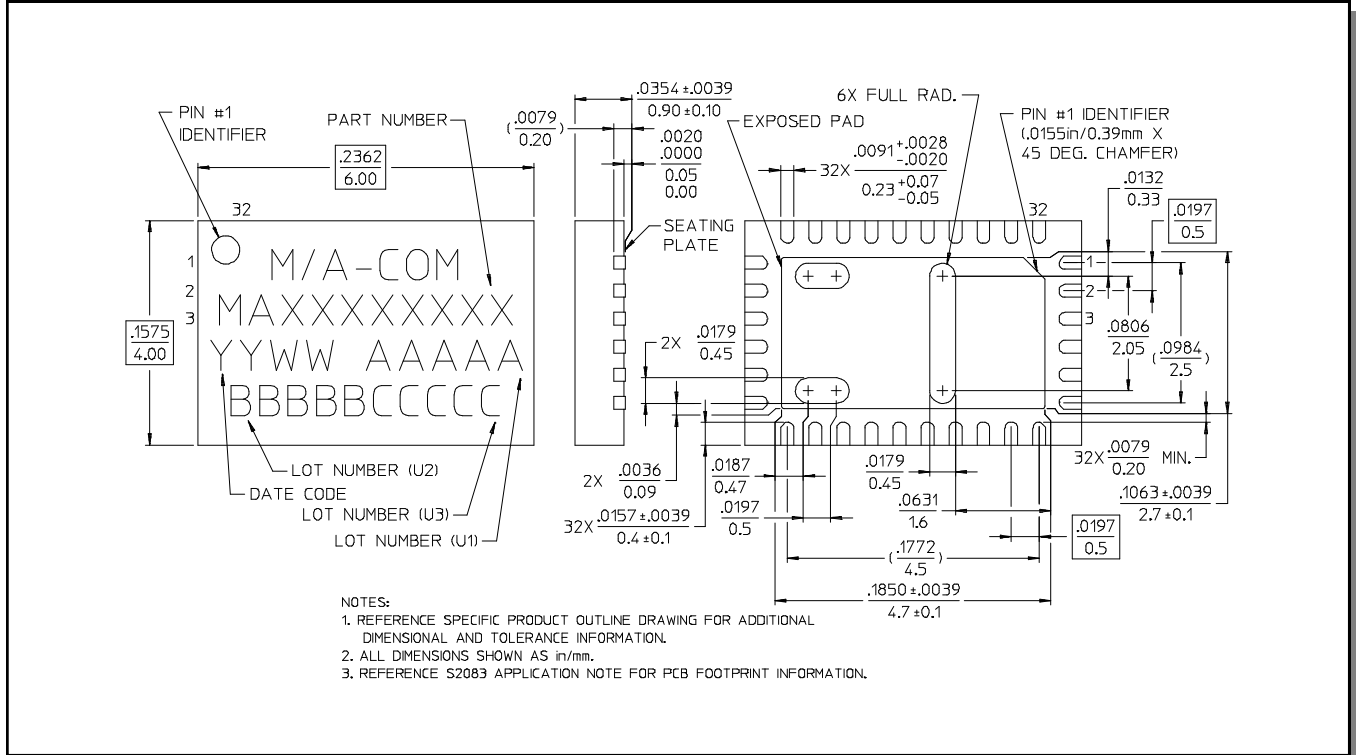 PIN #1
IDENTIFIER
PART NUMBER
.2362
6.00
32
1
2
3
.1575
4.00
M/A-COM
MAXXXXXXXXX
YYWW AAAAA
BBBBBCCCCC
LOT NUMBER (U2)
DATE CODE
LOT NUMBER (U3)
LOT NUMBER (U1)
.0354 ±.0039
0.90 ±0.10
(.0079
0.20)
.0020
.0000
0.05
0.00
SEATING
PLATE
EXPOSED PAD
6X FULL RAD.
PIN #1 IDENTIFIER
(.0155in/0.39mm X
45 DEG. CHAMFER)
32X .0091 +.0028
-.0020
0.23 +0.07
-0.05
32
.0132
0.33
.0197
0.5
1
2
3
2X .0179
0.45
.0806
2.05
(.0984
2.5)
2X .0036
0.09
32X .0157 ±.0039
0.4 ±0.1
.0187
0.47
.0197
0.5
.0179
0.45
.0631
1.6
32X .0079 MIN.
0.20
.1063 ±.0039
2.7 ±0.1
.0197
0.5
(.1772
4.5)
.1850 ±.0039
4.7 ±0.1
NOTES:
1. REFERENCE SPECIFIC PRODUCT OUTLINE DRAWING FOR ADDITIONAL
DIMENSIONAL AND TOLERANCE INFORMATION.
2. ALL DIMENSIONS SHOWN AS in/mm.
3. REFERENCE S2083 APPLICATION NOTE FOR PCB FOOTPRINT INFORMATION.